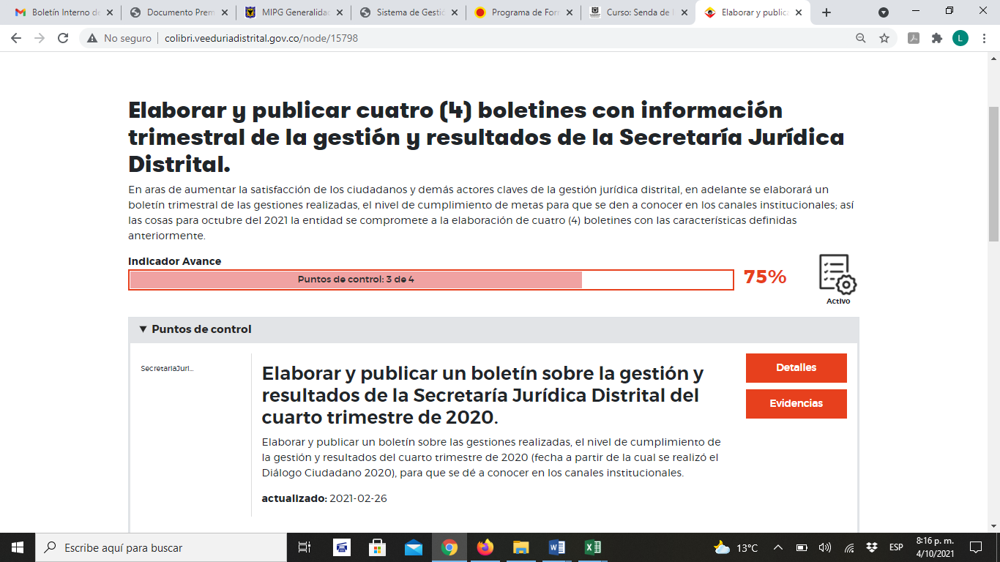 Boletín Interno de
Documento Prem
MIPG Generalidad
Sistema de Gestió
Programa de For
Curso: Senda de
Elaborar y publica
No seguro
colibri.veeduriadistrital.gov.co/node/15798
L
Elaborar y publicar cuatro (4) boletines con información
trimestral de la gestión y resultados de la Secretaría Jurídica
Distrital.
En aras de aumentar la satisfacción de los ciudadanos y demás actores claves de la gestión jurídica distrital, en adelante se elaborará un
boletín trimestral de las gestiones realizadas, el nivel de cumplimiento de metas para que se den a conocer en los canales institucionales; así
las cosas para octubre del 2021 la entidad se compromete a la elaboración de cuatro (4) boletines con las características definidas
anteriormente.
Indicador Avance
Puntos de control: 3 de 4
75%
Activo
Puntos de control
SecretariaJuri...
Elaborar y publicar un boletín sobre la gestión y
resultados de la Secretaría Jurídica Distrital del
cuarto trimestre de 2020.
Elaborar y publicar un boletín sobre las gestiones realizadas, el nivel de cumplimiento de
la gestión y resultados del cuarto trimestre de 2020 (fecha a partir de la cual se realizó el
Diálogo Ciudadano 2020), para que se dé a conocer en los canales institucionales.
actualizado: 2021-02-26
Detalles
Evidencias
Escribe aquí para buscar
13°C
ESP
8:16 p. m.
4/10/2021